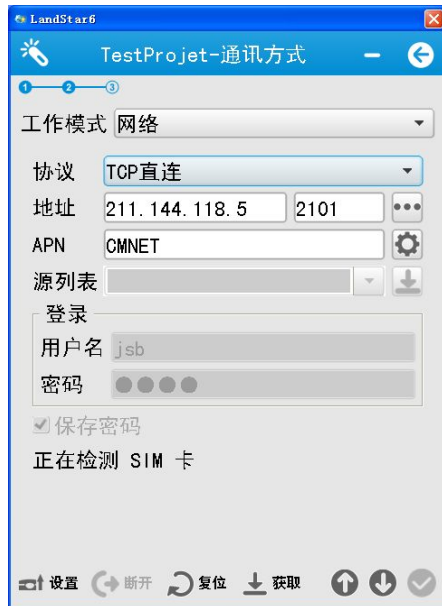 LandStar6
TestProjet-通讯方式
1 2 3
工作模式 网络
协议 TCP直连
地址 211.144.118.5 2101
APN CMNET
源列表
登录
用户名 jsb
密码 ●●●●
保存密码
正在检测 SIM 卡
设置 断开 复位 获取